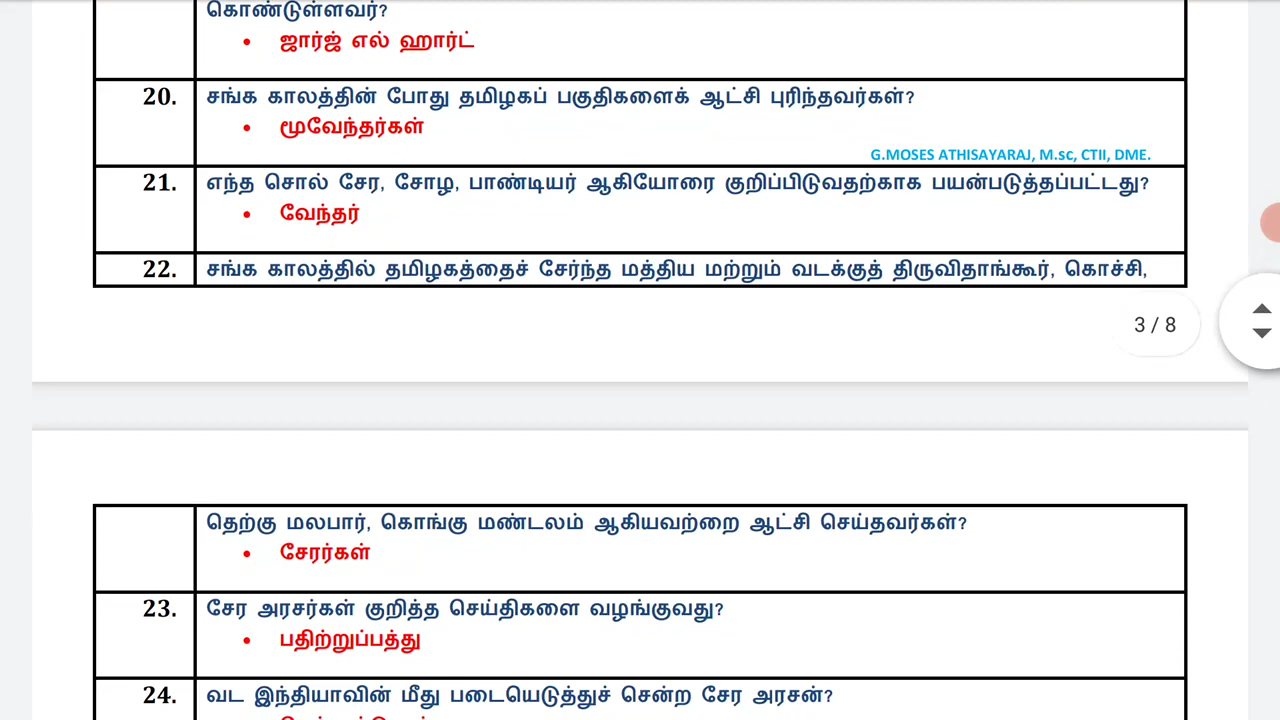 கொண்டுள்ளவர்?
• ஜார்ஜ் எல் ஹார்ட்
20. சங்க காலத்தின் போது தமிழகப் பகுதிகளைக் ஆட்சி புரிந்தவர்கள்?
• மூவேந்தர்கள்
G.MOSES ATHISAYARAJ, M.sc, CTII, DME.
21. எந்த சொல் சேர, சோழ, பாண்டியர் ஆகியோரை குறிப்பிடுவதற்காக பயன்படுத்தப்பட்டது?
• வேந்தர்
22. சங்க காலத்தில் தமிழகத்தைச் சேர்ந்த மத்திய மற்றும் வடக்குத் திருவிதாங்கூர், கொச்சி,
3 / 8
தெற்கு மலபார், கொங்கு மண்டலம் ஆகியவற்றை ஆட்சி செய்தவர்கள்?
• சேரர்கள்
23. சேர அரசர்கள் குறித்த செய்திகளை வழங்குவது?
• பதிற்றுப்பத்து
24. வட இந்தியாவின் மீது படையெடுத்துச் சென்ற சேர அரசன்?